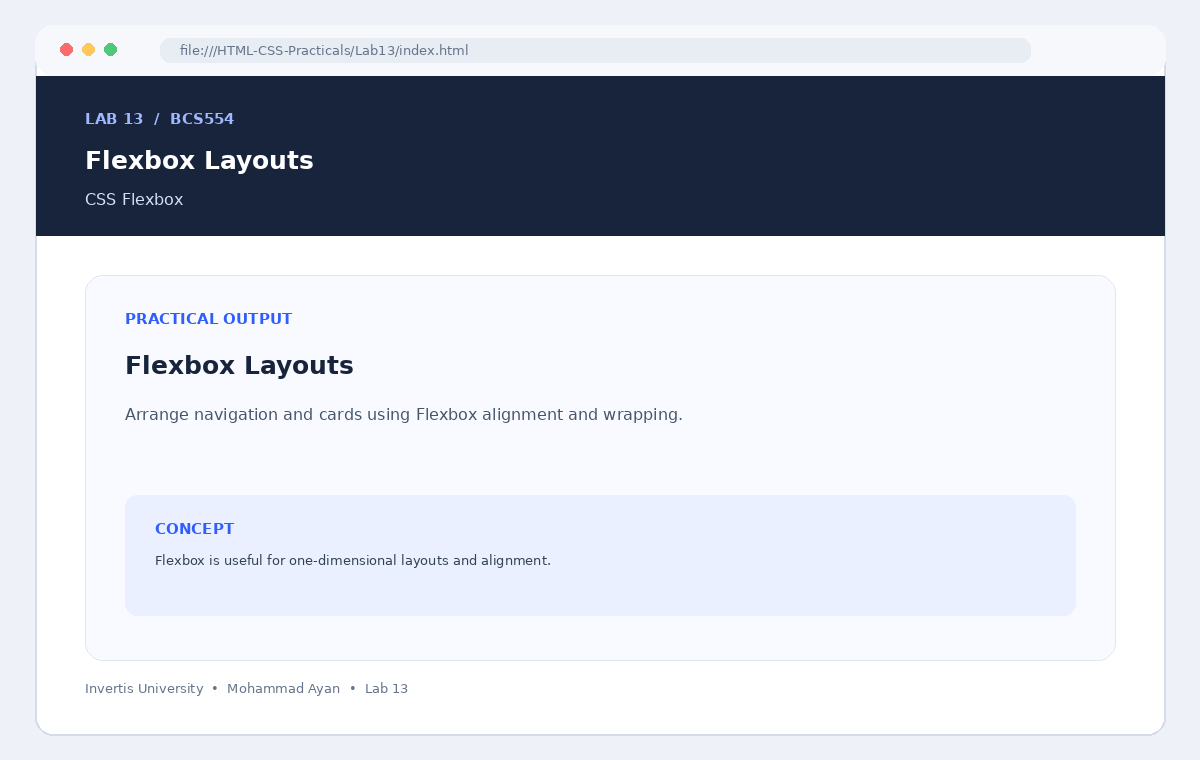 file:///HTML-CSS-Practicals/Lab13/index.html
LAB 13 / BCS554
Flexbox Layouts
CSS Flexbox
PRACTICAL OUTPUT
Flexbox Layouts
Arrange navigation and cards using Flexbox alignment and wrapping.
CONCEPT
Flexbox is useful for one-dimensional layouts and alignment.
Invertis University • Mohammad Ayan • Lab 13